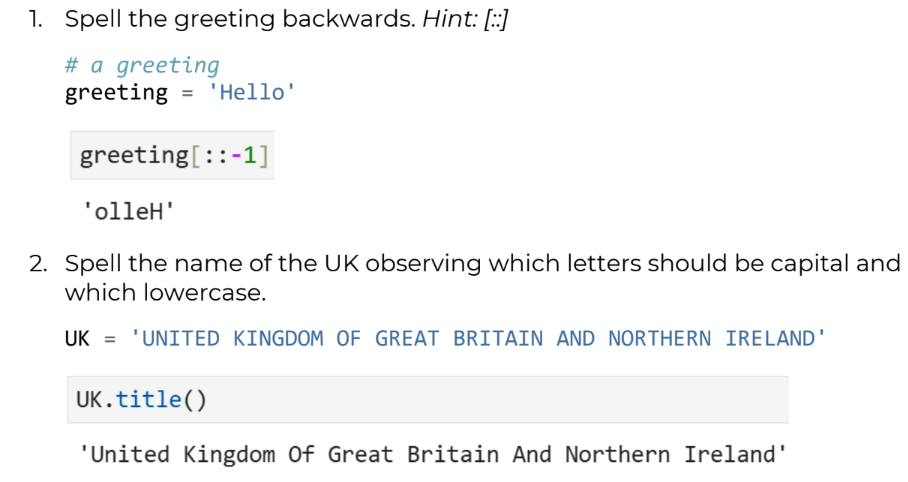 1. Spell the greeting backwards. Hint: [::]
# a greeting
greeting = 'Hello'
greeting[::-1]
'olleH'
2. Spell the name of the UK observing which letters should be capital and
which lowercase.
UK = 'UNITED KINGDOM OF GREAT BRITAIN AND NORTHERN IRELAND'
UK.title()
'United Kingdom Of Great Britain And Northern Ireland'